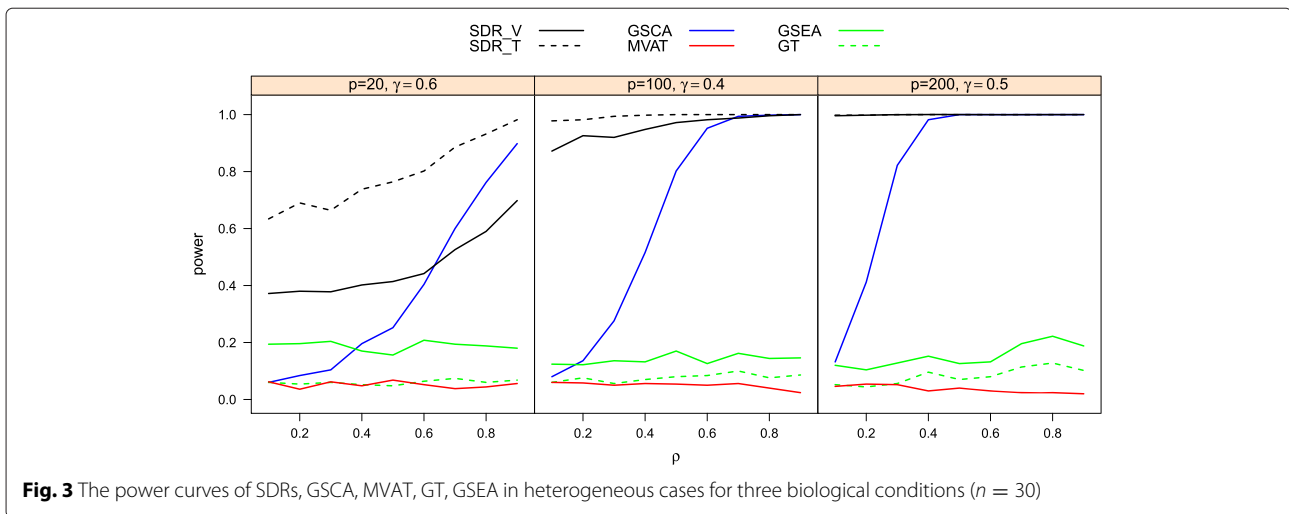 SDR_V GSCA GSEA
SDR_T MVAT GT
p=20, γ = 0.6 p=100, γ = 0.4 p=200, γ = 0.5
1.0
0.8
0.6
0.4
0.2
0.0
power
0.2 0.4 0.6 0.8 0.2 0.4 0.6 0.8 0.2 0.4 0.6 0.8
ρ
Fig. 3 The power curves of SDRs, GSCA, MVAT, GT, GSEA in heterogeneous cases for three biological conditions (n = 30)